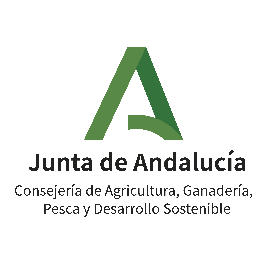 Junta de Andalucía
Consejería de Agricultura, Ganadería,
Pesca y Desarrollo Sostenible